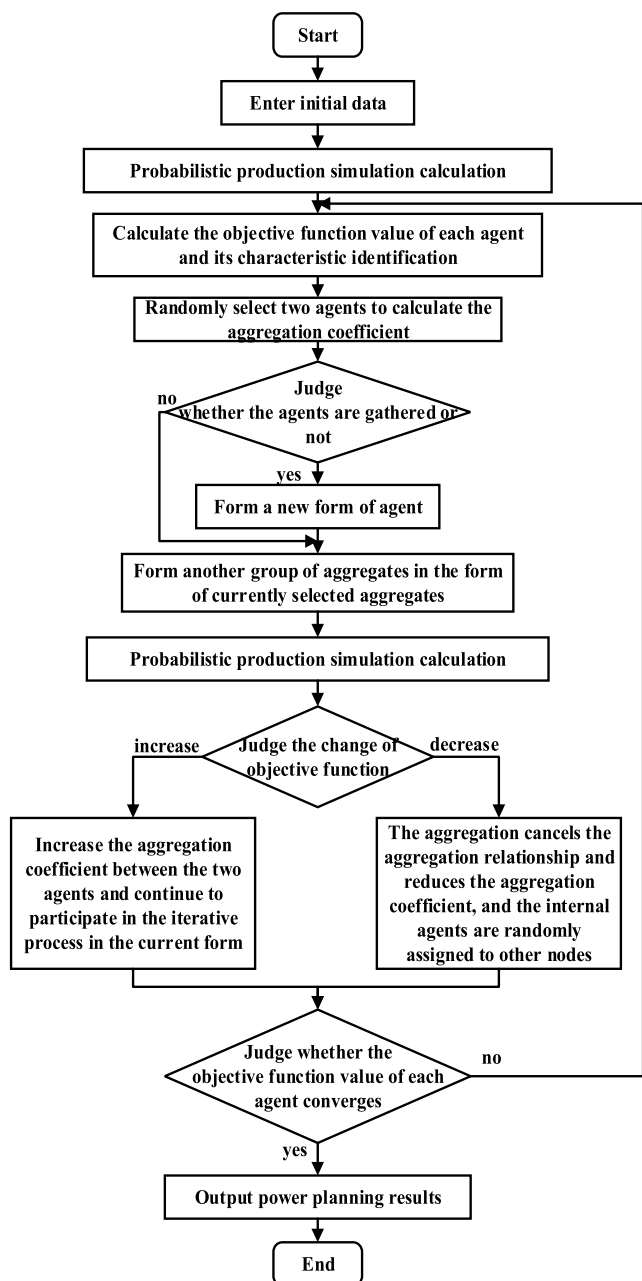 Start
Enter initial data
Probabilistic production simulation calculation
Calculate the objective function value of each agent
and its characteristic identification
Randomly select two agents to calculate the
aggregation coefficient
Judge
no
whether the agents are gathered or
not
yes
Form a new form of agent
Form another group of aggregates in the form
of currently selected aggregates
Probabilistic production simulation calculation
increase
Judge the change of
objective function
decrease
Increase the aggregation
coefficient between the two
agents and continue to
participate in the iterative
process in the current form
The aggregation cancels the
aggregation relationship and
reduces the aggregation
coefficient, and the internal
agents are randomly
assigned to other nodes
Judge whether the
objective function value of each
agent converges
no
yes
Output power planning results
End